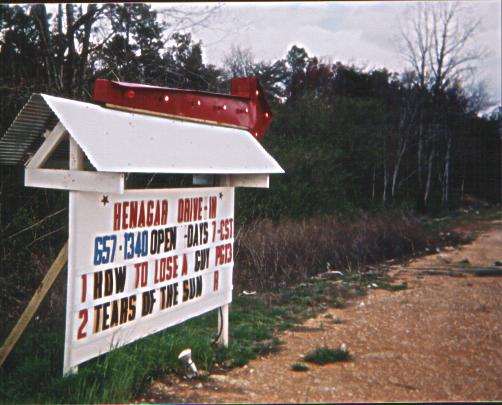 HENAGAR DRIVE-IN
657-1340 OPEN -DAYS 7-CST
1 HOW TO LOSE A GUY PG13
2 TEARS OF THE SUN R